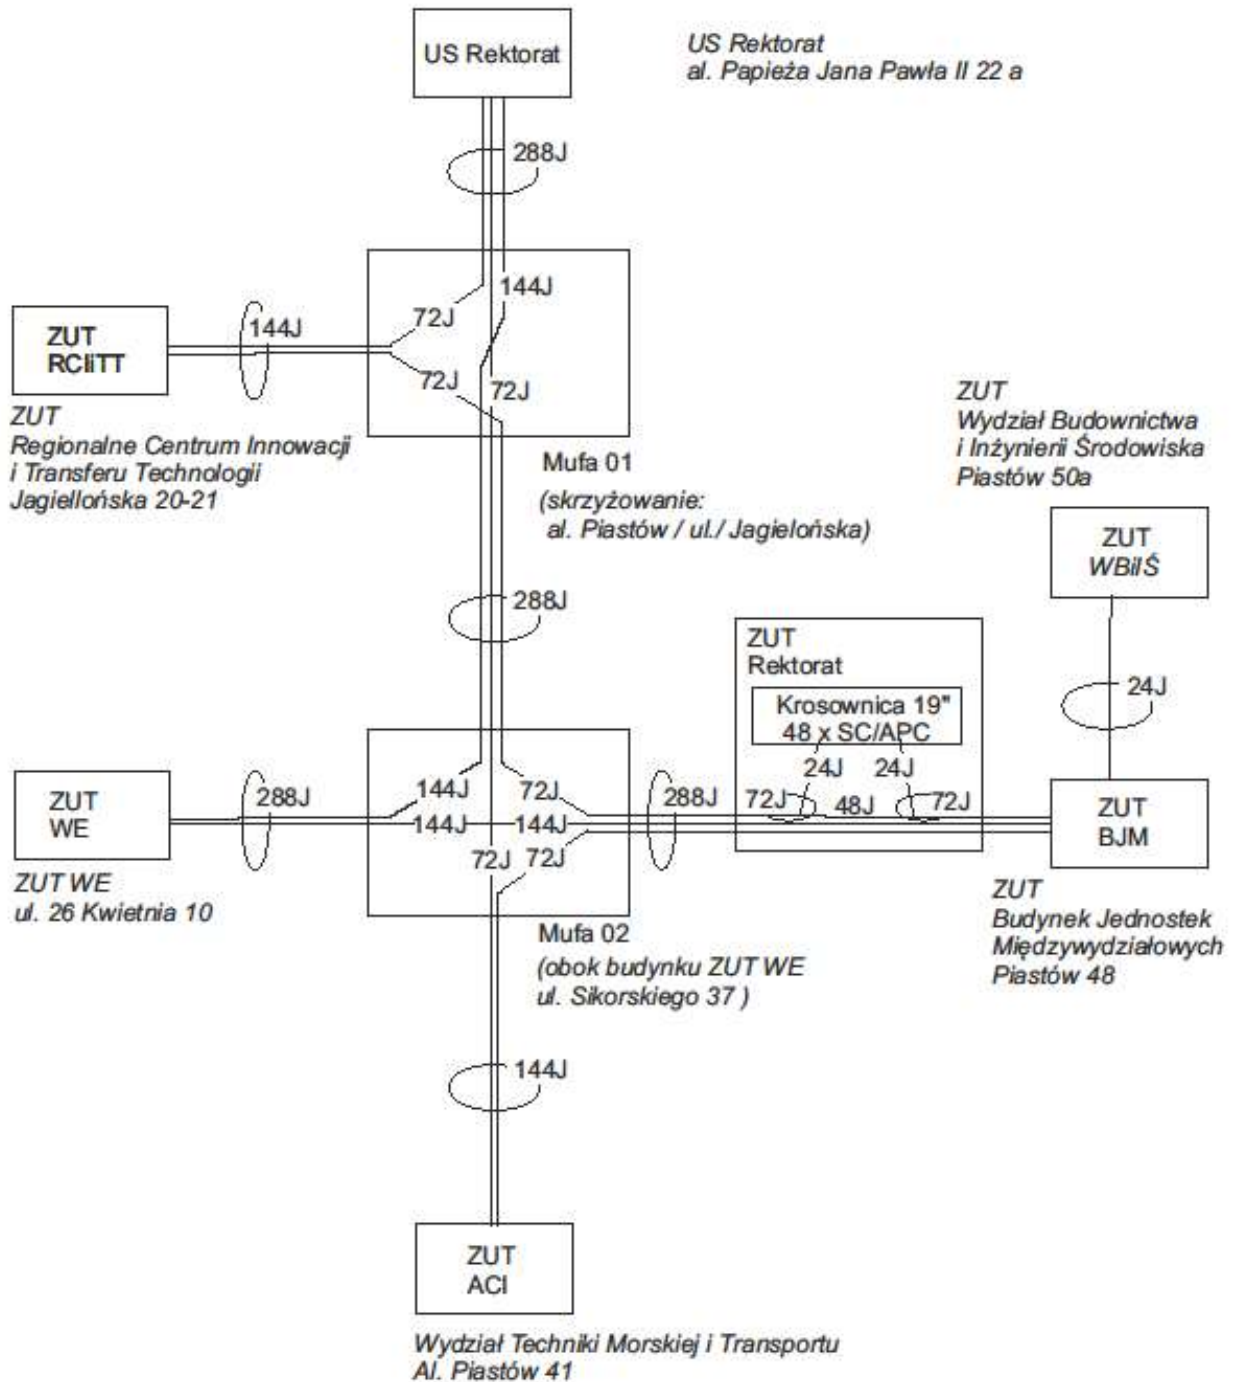 US Rektorat
US Rektorat
al. Papieża Jana Pawła II 22 a
288J
144J
72J
ZUT
RCIiTT
144J
72J
72J
ZUT
Regionalne Centrum Innowacji
i Transferu Technologii
Jagiellońska 20-21
Mufa 01
(skrzyżowanie:
al. Piastów / ul./ Jagielońska)
ZUT
Wydział Budownictwa
i Inżynierii Środowiska
Piastów 50a
ZUT
WBiIŚ
288J
24J
ZUT
Rektorat
Krosownica 19"
48 x SC/APC
24J 24J
ZUT
WE
288J
144J
72J
288J
72J
48J
72J
144J
144J
72J
72J
ZUT
BJM
ZUT WE
ul. 26 Kwietnia 10
Mufa 02
(obok budynku ZUT WE
ul. Sikorskiego 37 )
ZUT
Budynek Jednostek
Międzywydziałowych
Piastów 48
144J
ZUT
ACI
Wydział Techniki Morskiej i Transportu
Al. Piastów 41